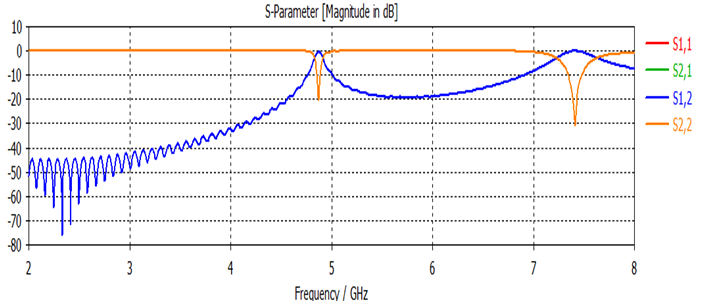 S-Parameter [Magnitude in dB]
10
0
-10
-20
-30
-40
-50
-60
-70
-80
2
3
4
5
6
7
8
Frequency / GHz
S1,1
S2,1
S1,2
S2,2